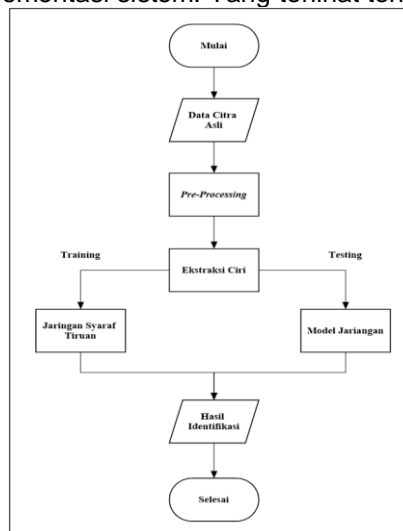 Mulai
Data Citra
Asli
Pre-Processing
Training
Ekstraksi Ciri
Testing
Jaringan Syaraf
Tiruan
Model Jariangan
Hasil
Identifikasi
Selesai